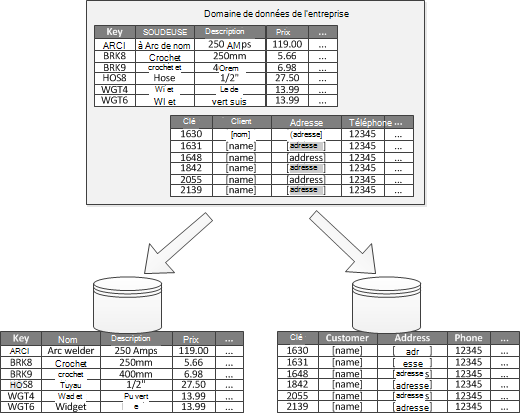 Domaine de données de l'entreprise
Key SOUDEUSE Description Prix ...
ARCI à Arc de nom 250 AMps 119.00 ...
BRK8 Crochet 250mm 5.66 ...
BRK9 crochet et 4Orem 6.98 ...
HOS8 Hose 1/2" 27.50 ...
WGT4 Wi et Le de 13.99 ...
WGT6 WI et vert suis 13.99 ...
Clé Client Adresse Téléphone ...
1630 [nom] (adresse] 12345 ...
1631 [name] [adresse ] 12345 ...
1648 [name] address] 12345 ...
1842 [name] [adresse ] 12345 ...
2055 [name] address] 12345 ...
2139 [name] [adresse ] 12345 ...
Key Nom Description Prix ...
ARCI Arc welder 250 Amps 119.00 ...
BRK8 Crochet 250mm 5.66 ...
BRK9 crochet 400mm 6.98 ...
HOS8 Tuyau 1/2" 27.50 ...
WGT4 Wad et Pu vert 13.99 ...
WGT6 Widget e 13.99 ...
Clé Customer Address Phone ...
1630 [name] [ adr 12345 ...
1631 [name] [ esse 12345 ...
1648 [name] [adresse s] 12345 ...
1842 [name] [adresse] 12345 ...
2055 [name] [adresse s] 12345 ...
2139 [name] [adresse] 12345 ...